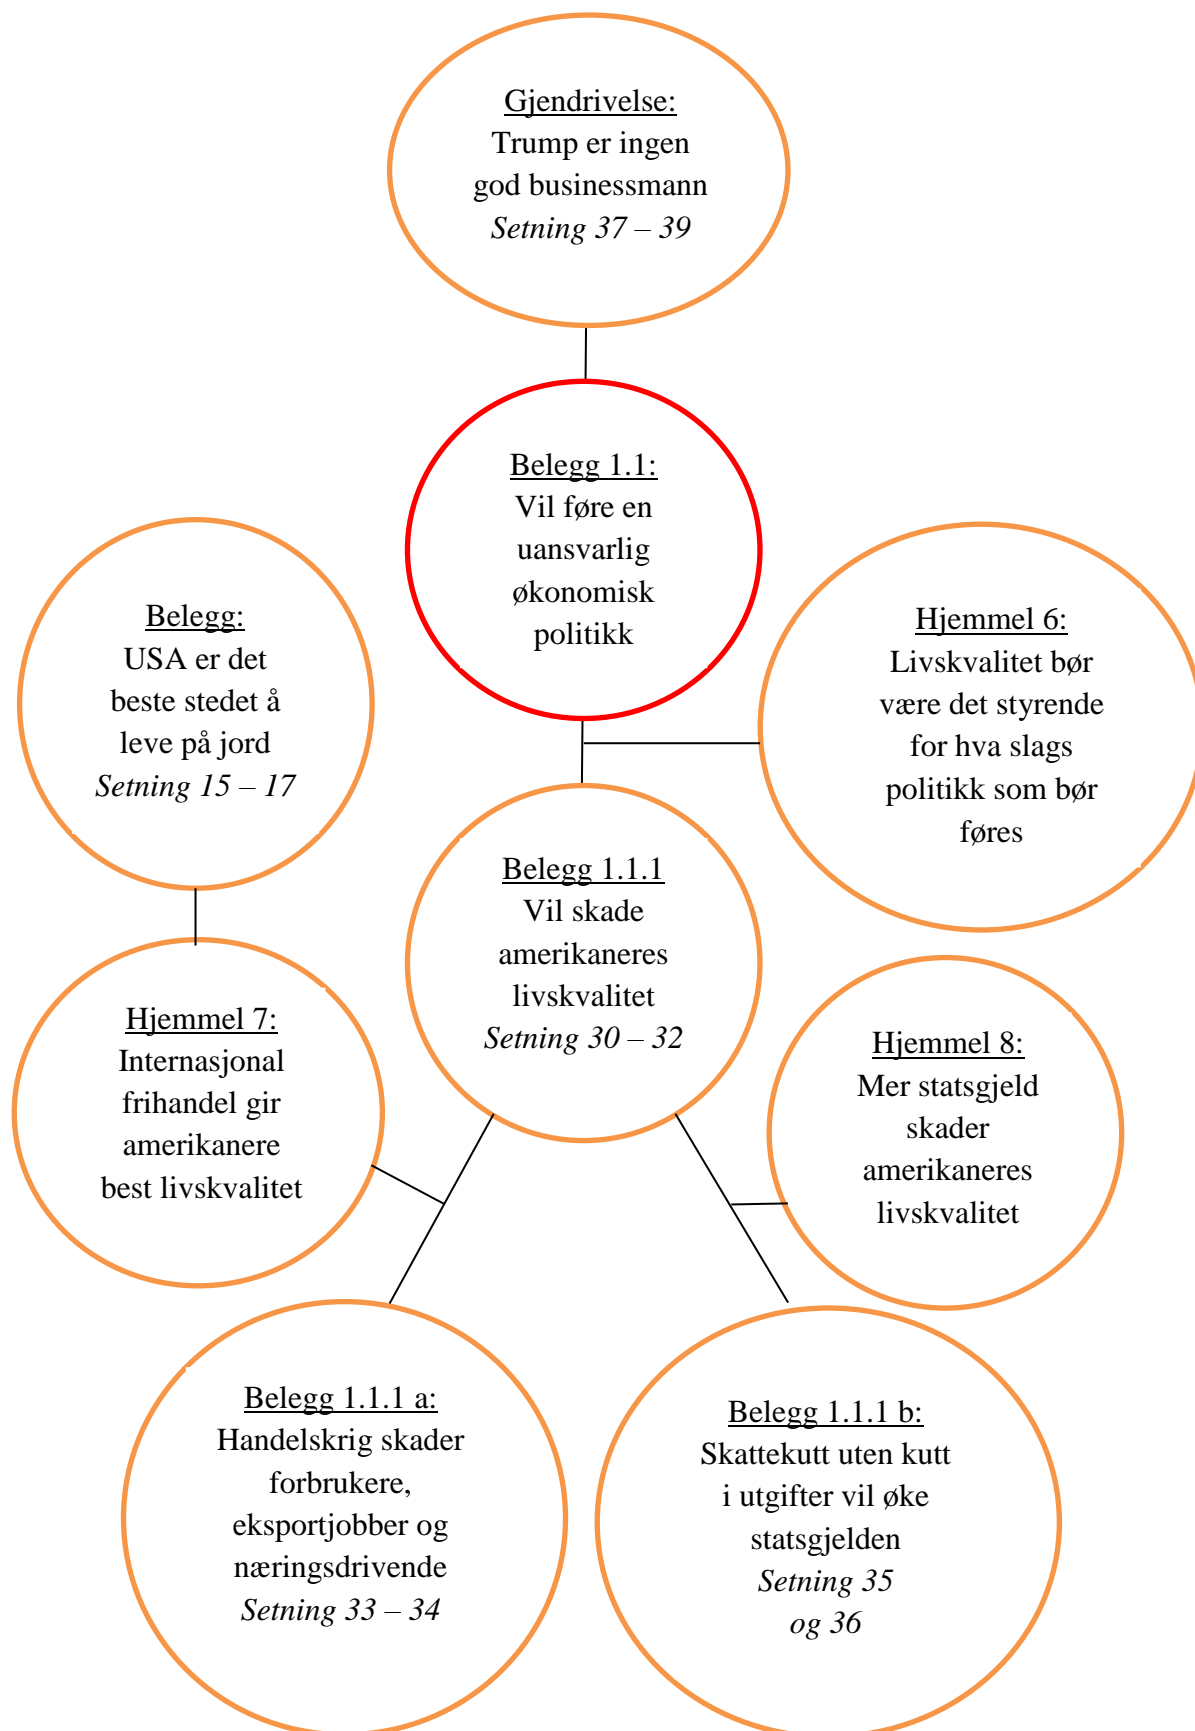 Gjendrivelse:
Trump er ingen
god businessmann
Setning 37 – 39
Belegg 1.1:
Vil føre en
uansvarlig
økonomisk
politikk
Belegg:
USA er det
beste stedet å
leve på jord
Setning 15 – 17
Hjemmel 6:
Livskvalitet bør
være det styrende
for hva slags
politikk som bør
føres
Belegg 1.1.1
Vil skade
amerikaneres
livskvalitet
Setning 30 – 32
Hjemmel 7:
Internasjonal
frihandel gir
amerikanere
best livskvalitet
Hjemmel 8:
Mer statsgjeld
skader
amerikaneres
livskvalitet
Belegg 1.1.1 a:
Handelskrig skader
forbrukere,
eksportjobber og
næringsdrivende
Setning 33 – 34
Belegg 1.1.1 b:
Skattekutt uten kutt
i utgifter vil øke
statsgjelden
Setning 35
og 36